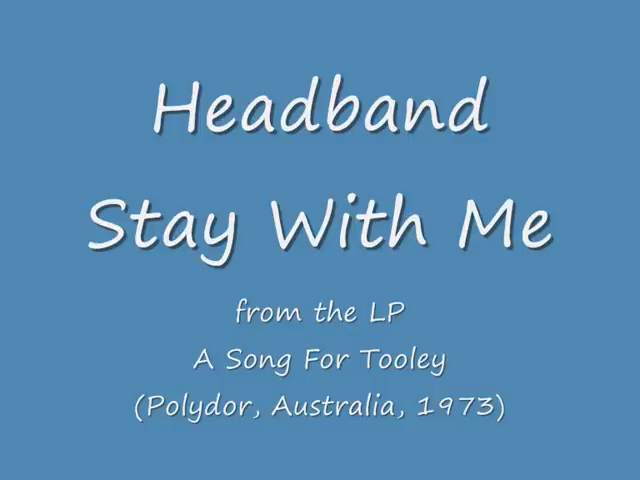 Headband
Stay With Me
from the LP
A Song For Tooley
(Polydor, Australia, 1973)